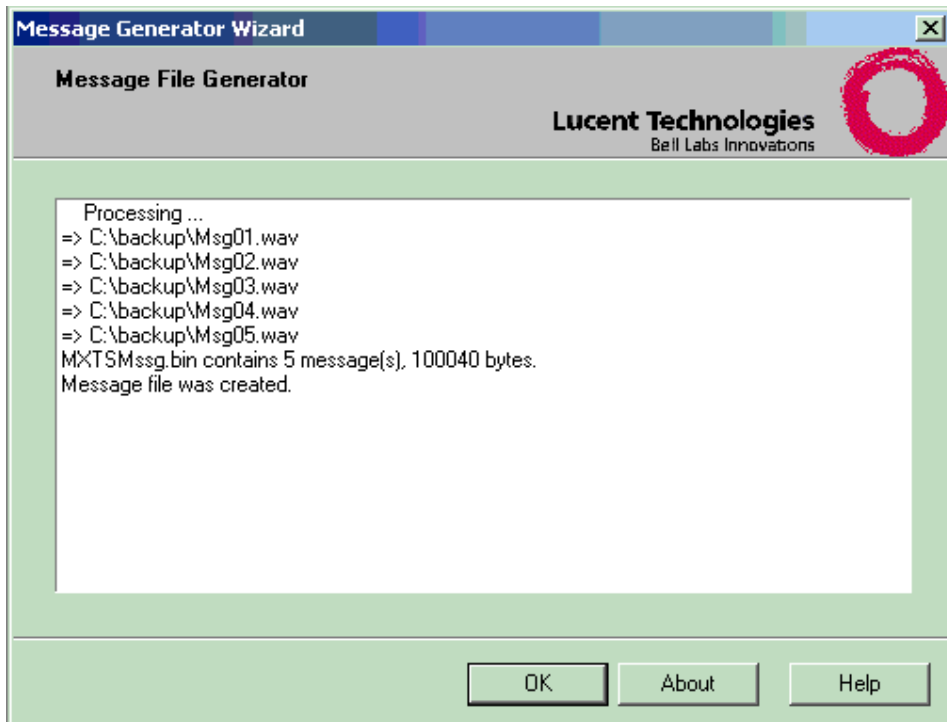 Message Generator Wizard
Message File Generator
Lucent Technologies
Bell Labs Innovations
Processing ...
=> C:\backup\Msg01.wav
=> C:\backup\Msg02.wav
=> C:\backup\Msg03.wav
=> C:\backup\Msg04.wav
=> C:\backup\Msg05.wav
MXTSMssg.bin contains 5 message(s), 100040 bytes.
Message file was created.
OK
About
Help